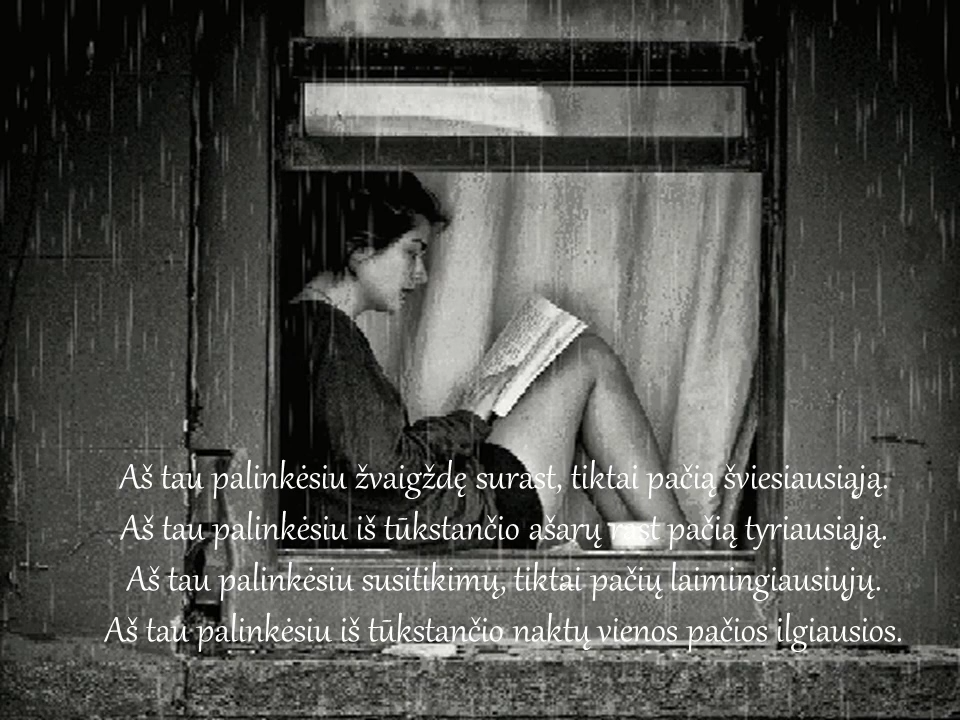 Aš tau palinkėsiu žvaigždę surast, tiktai pačią šviesiausiąją.
Aš tau palinkėsiu iš tūkstančio ašarų rast pačią tyriausiąją.
Aš tau palinkėsiu susitikimų, tiktai pačių laimingiausiųjų.
Aš tau palinkėsiu iš tūkstančio naktų vienos pačios ilgiausios.